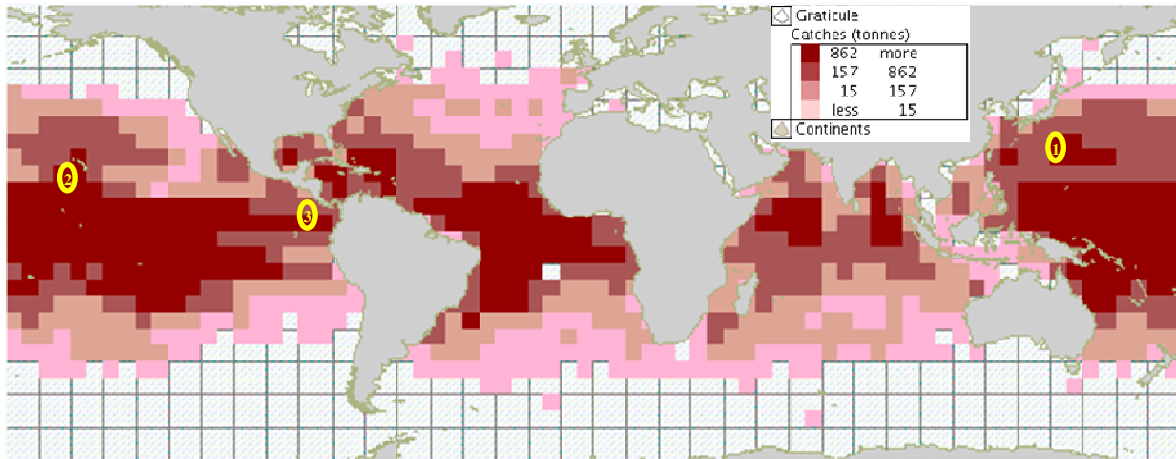 Graticule
Catches (tonnes)
862 more
157 862
15 157
less 15
Continents
1
2
3